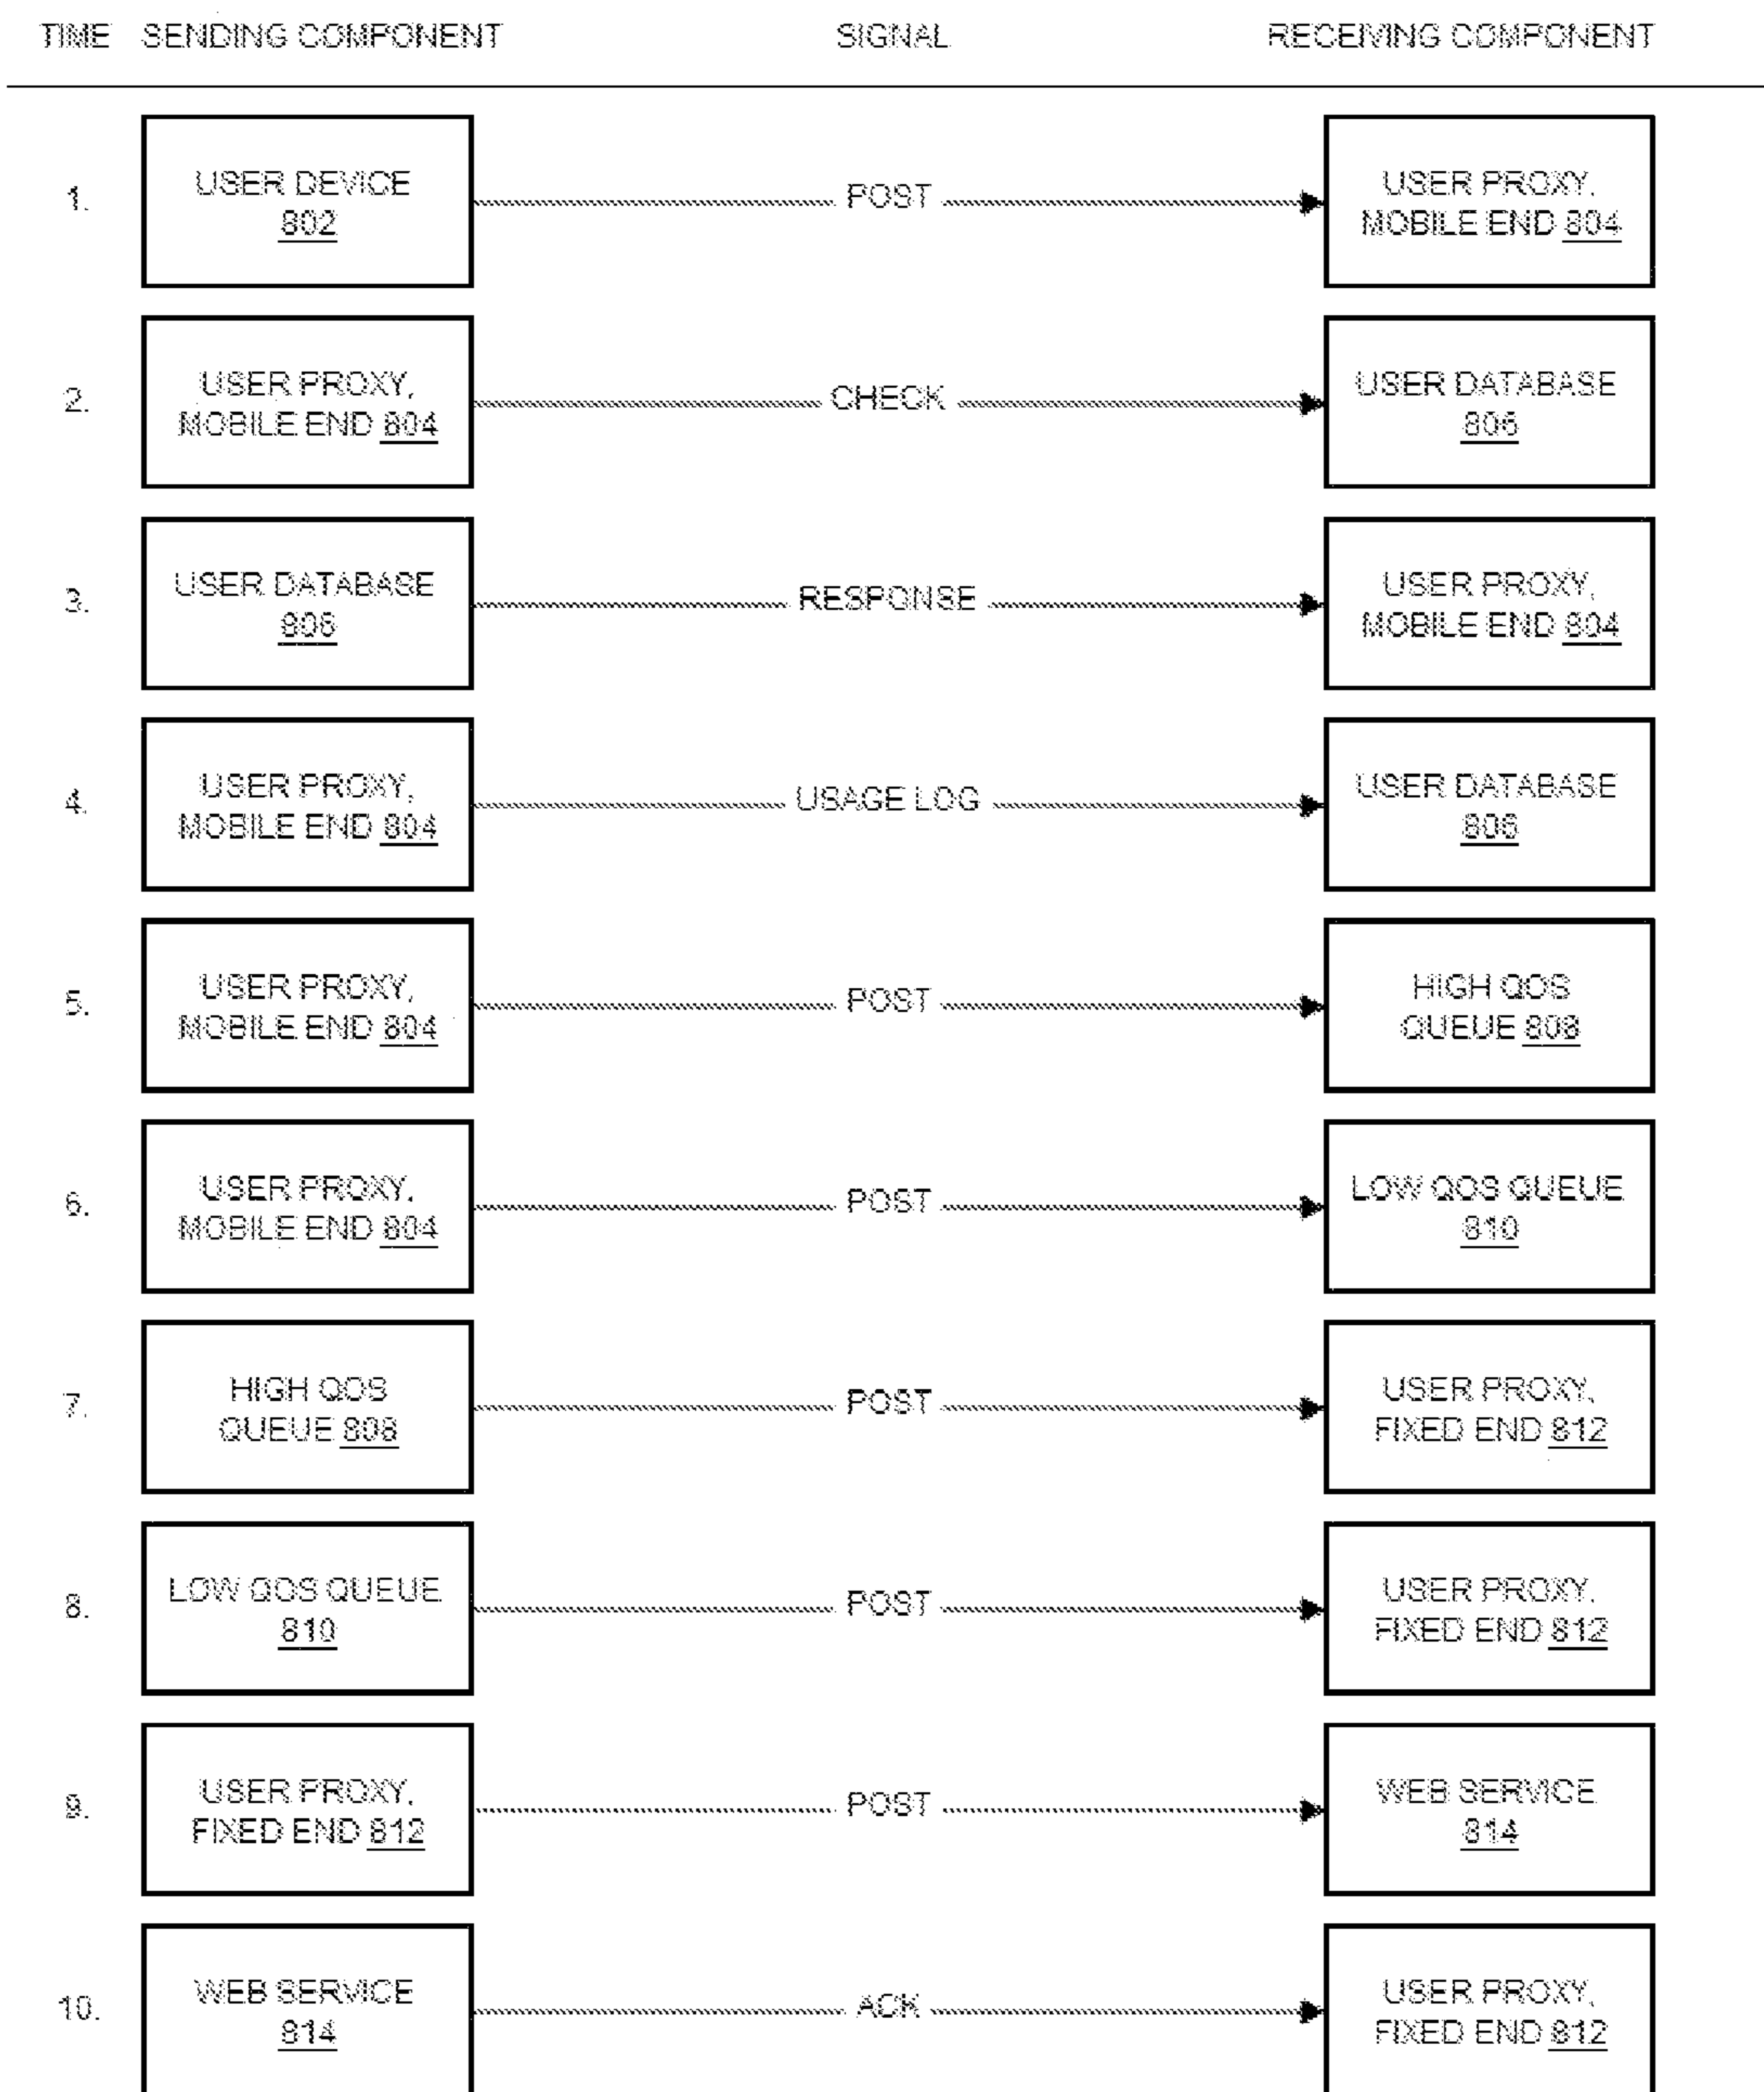 TIME SENDING COMPONENT SIGNAL RECEIVING COMPONENT
1. USER DEVICE 802 POST USER PROXY, MOBILE END 804
2. USER PROXY, MOBILE END 804 CHECK USER DATABASE 806
3. USER DATABASE 806 RESPONSE USER PROXY, MOBILE END 804
4. USER PROXY, MOBILE END 804 USAGE LOG USER DATABASE 806
5. USER PROXY, MOBILE END 804 POST HIGH QOS QUEUE 808
6. USER PROXY, MOBILE END 804 POST LOW QOS QUEUE 810
7. HIGH QOS QUEUE 808 POST USER PROXY, FIXED END 812
8. LOW QOS QUEUE 810 POST USER PROXY, FIXED END 812
9. USER PROXY, FIXED END 812 POST WEB SERVICE 814
10. WEB SERVICE 814 ACK USER PROXY, FIXED END 812